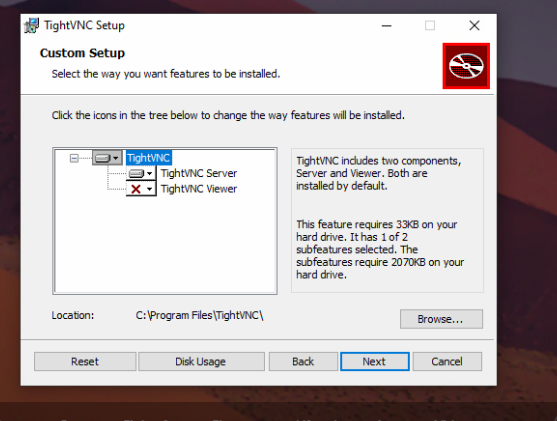 TightVNC Setup
Custom Setup
Select the way you want features to be installed.
Click the icons in the tree below to change the way features will be installed.
TightVNC
TightVNC Server
TightVNC Viewer
TightVNC includes two components,
Server and Viewer. Both are
installed by default.
This feature requires 33KB on your
hard drive. It has 1 of 2
subfeatures selected. The
subfeatures require 2070KB on your
hard drive.
Location: C:\Program Files\TightVNC\
Browse...
Reset Disk Usage Back Next Cancel